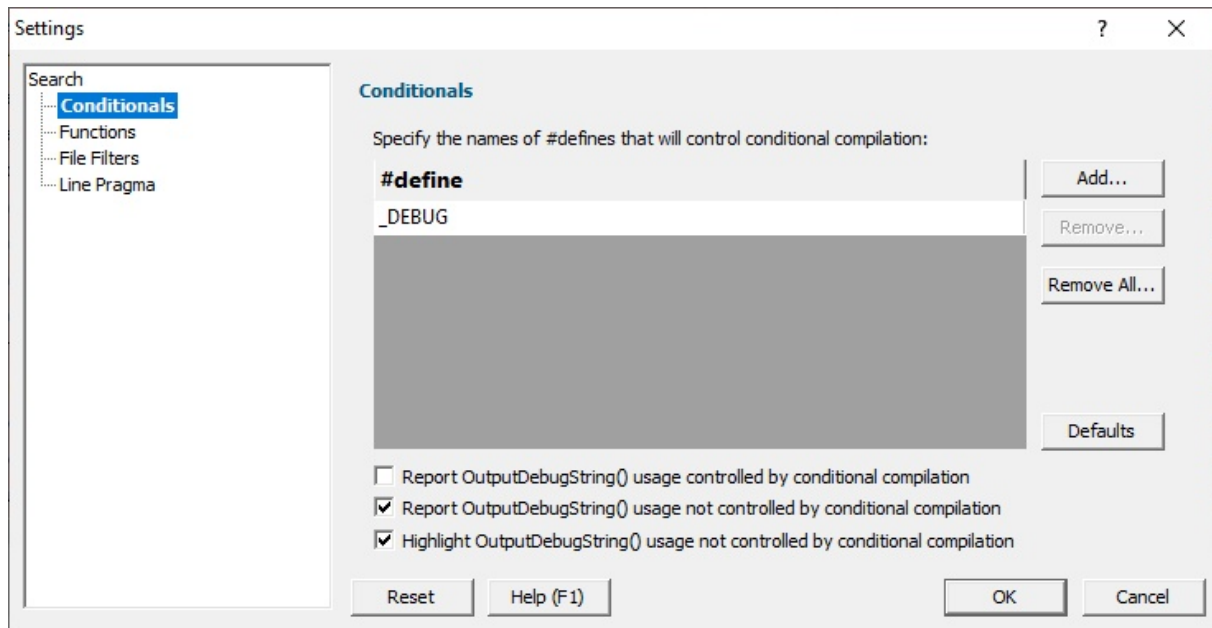 Settings
?
Search
Conditionals
Functions
File Filters
Line Pragma
Conditionals
Specify the names of #defines that will control conditional compilation:
#define
_DEBUG
Add...
Remove...
Remove All...
Defaults
Report OutputDebugString() usage controlled by conditional compilation
Report OutputDebugString() usage not controlled by conditional compilation
Highlight OutputDebugString() usage not controlled by conditional compilation
Reset
Help (F1)
OK
Cancel